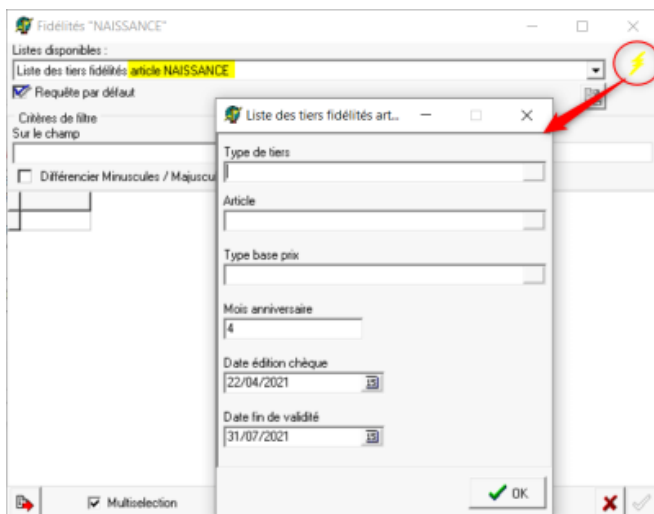 Fidélités "NAISSANCE"
Listes disponibles :
Liste des tiers fidélités article NAISSANCE
Requête par défaut
Critères de filtre
Sur le champ
Différencier Minuscules / Majuscu
Liste des tiers fidélités art...
Type de tiers
Article
Type base prix
Mois anniversaire
4
Date édition chèque
22/04/2021
Date fin de validité
31/07/2021
OK
Multiselection